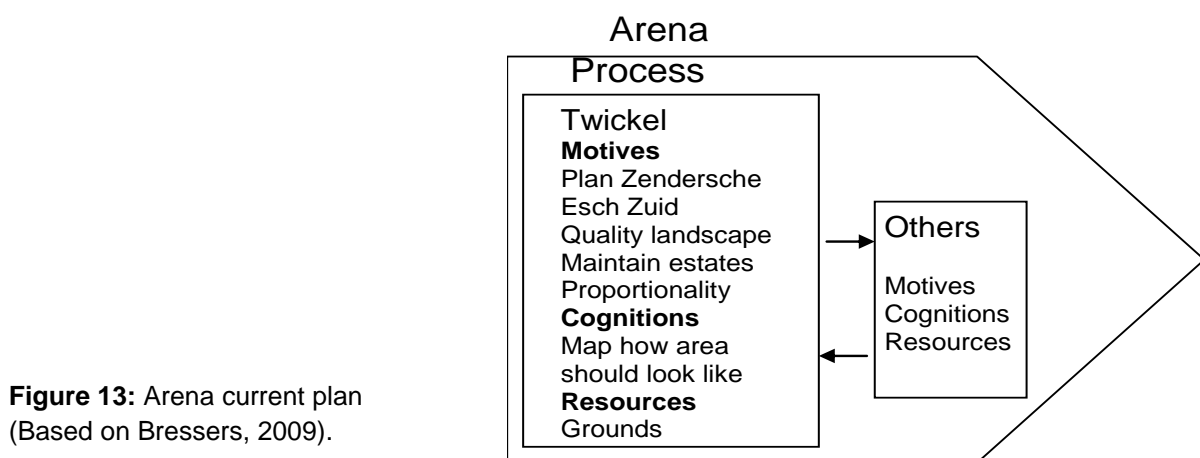 Arena
Process
Twickel
Motives
Plan Zendersche
Esch Zuid
Quality landscape
Maintain estates
Proportionality
Cognitions
Map how area
should look like
Resources
Grounds
Others
Motives
Cognitions
Resources
Figure 13: Arena current plan
(Based on Bressers, 2009).